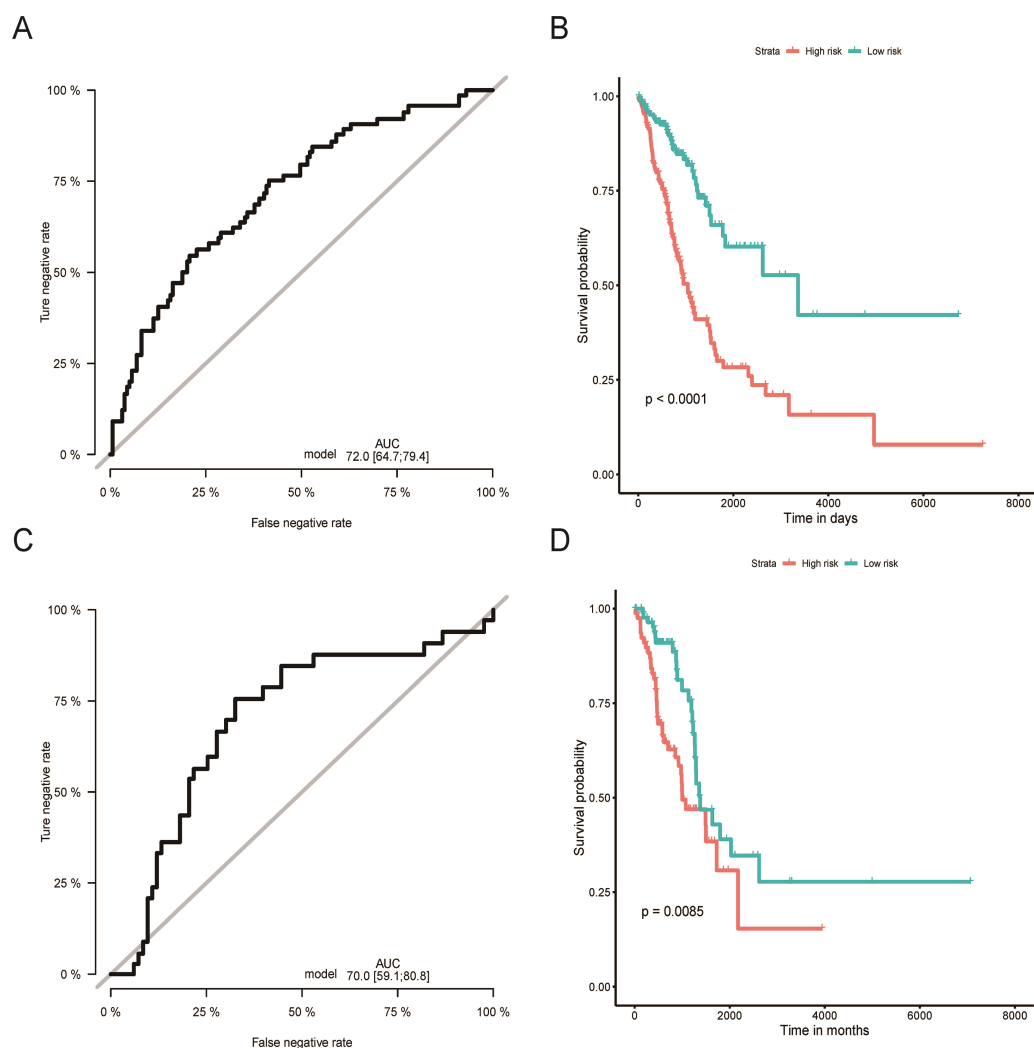 A
100 %
75 %
50 %
25 %
0 %
Ture negative rate
AUC
model 72.0 [64.7;79.4]
0 % 25 % 50 % 75 % 100 %
False negative rate
B
Strata High risk Low risk
1.00
0.75
0.50
0.25
0.00
Survival probability
p < 0.0001
0 2000 4000 6000 8000
Time in days
C
100 %
75 %
50 %
25 %
0 %
Ture negative rate
AUC
model 70.0 [59.1;80.8]
0 % 25 % 50 % 75 % 100 %
False negative rate
D
Strata High risk Low risk
1.00
0.75
0.50
0.25
0.00
Survival probability
p = 0.0085
0 2000 4000 6000 8000
Time in months